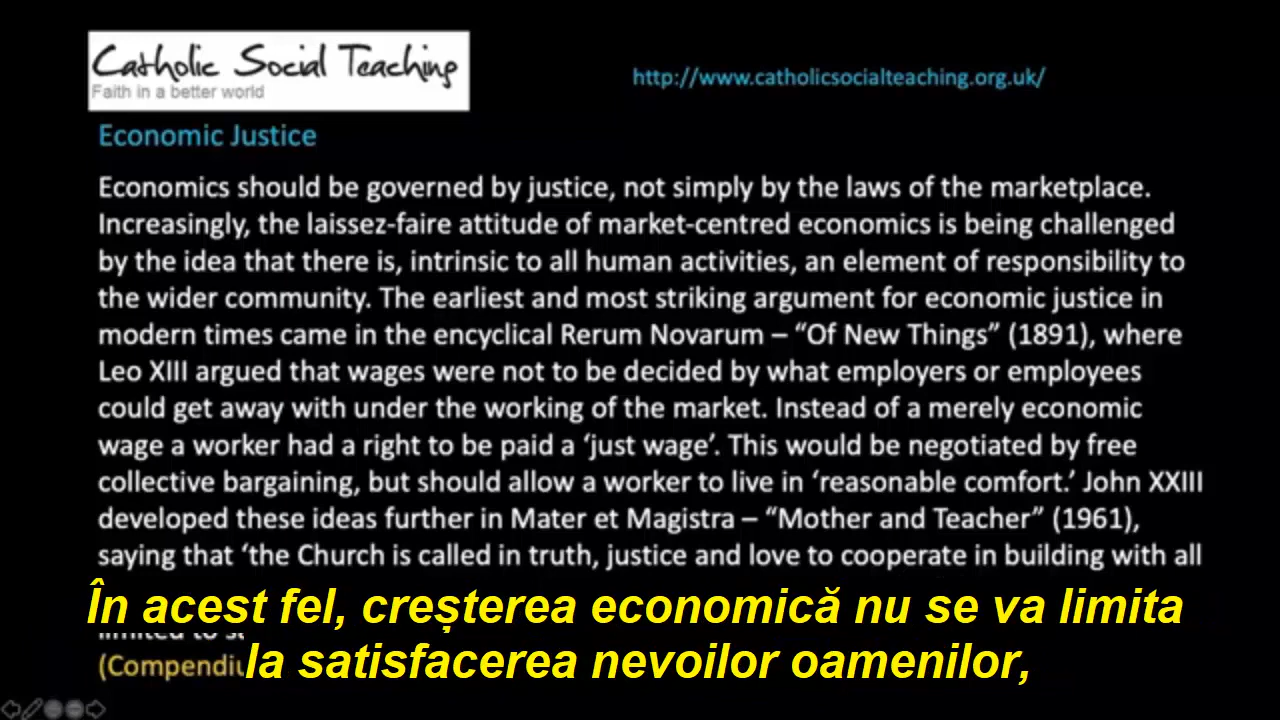 Catholic Social Teaching
Faith in a better world
http://www.catholicsocialteaching.org.uk/
Economic Justice
Economics should be governed by justice, not simply by the laws of the marketplace.
Increasingly, the laissez-faire attitude of market-centred economics is being challenged
by the idea that there is, intrinsic to all human activities, an element of responsibility to
the wider community. The earliest and most striking argument for economic justice in
modern times came in the encyclical Rerum Novarum – “Of New Things” (1891), where
Leo XIII argued that wages were not to be decided by what employers or employees
could get away with under the working of the market. Instead of a merely economic
wage a worker had a right to be paid a ‘just wage’. This would be negotiated by free
collective bargaining, but should allow a worker to live in ‘reasonable comfort.’ John XXIII
developed these ideas further in Mater et Magistra – “Mother and Teacher” (1961),
saying that ‘the Church is called in truth, justice and love to cooperate in building with all
În acest fel, creșterea economică nu se va limita
limited to
la satisfacerea nevoilor oamenilor,